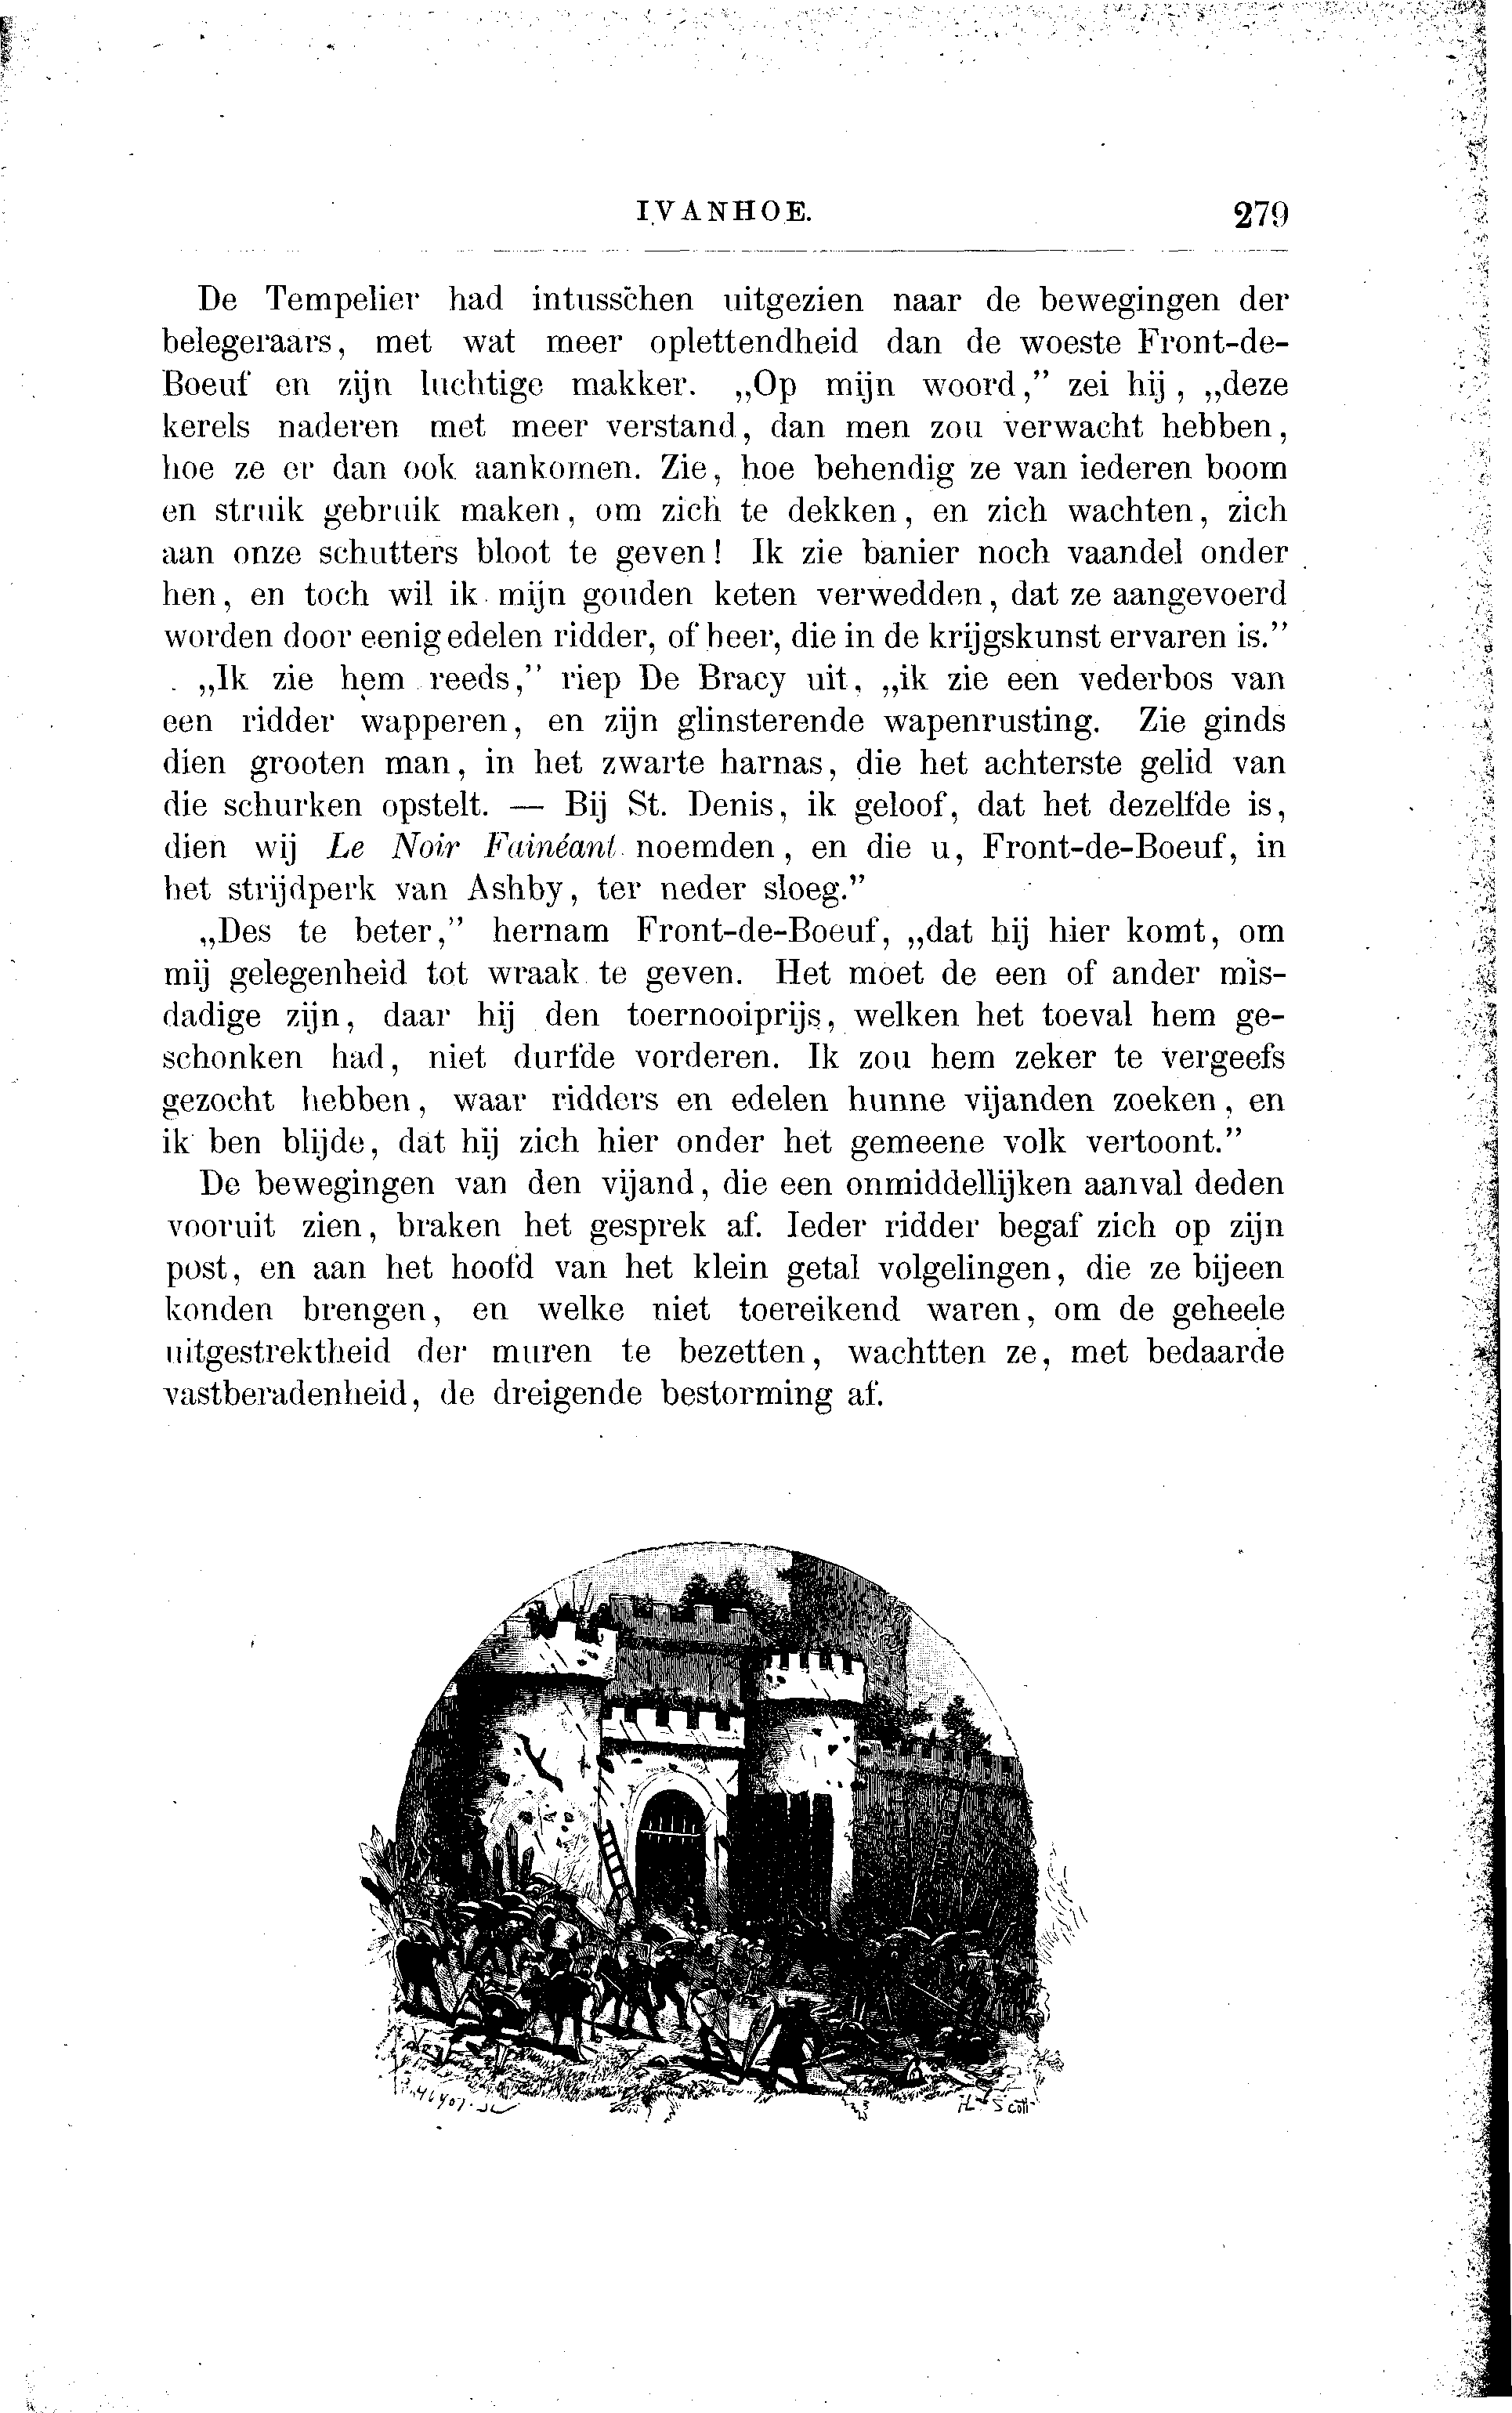 IVANHOE. 279
De Tempelier had intusschen uitgezien naar de bewegingen der
belegeraars, met wat meer oplettendheid dan de woeste Front-de-
Boeuf en zijn luchtige makker. „Op mijn woord,” zei hij, „deze
kerels naderen met meer verstand, dan men zou verwacht hebben,
hoe ze er dan ook aankomen. Zie, hoe behendig ze van iederen boom
en struik gebruik maken, om zich te dekken, en zich wachten, zich
aan onze schutters bloot te geven! Ik zie banier noch vaandel onder
hen, en toch wil ik mijn gouden keten verwedden, dat ze aangevoerd
worden door eenig edelen ridder, of heer, die in de krijgskunst ervaren is.”
„Ik zie hem reeds,” riep De Bracy uit, „ik zie een vederbos van
een ridder wapperen, en zijn glinsterende wapenrusting. Zie ginds
dien grooten man, in het zwarte harnas, die het achterste gelid van
die schurken opstelt. — Bij St. Denis, ik geloof, dat het dezelfde is,
dien wij Le Noir Fainéant noemden, en die u, Front-de-Boeuf, in
het strijdperk van Ashby, ter neder sloeg.”
„Des te beter,” hernam Front-de-Boeuf, „dat hij hier komt, om
mij gelegenheid tot wraak te geven. Het moet de een of ander mis-
dadige zijn, daar hij den toernooiprijs, welken het toeval hem ge-
schonken had, niet durfde vorderen. Ik zou hem zeker te vergeefs
gezocht hebben, waar ridders en edelen hunne vijanden zoeken, en
ik ben blijde, dat hij zich hier onder het gemeene volk vertoont.”
De bewegingen van den vijand, die een onmiddellijken aanval deden
vooruit zien, braken het gesprek af. Ieder ridder begaf zich op zijn
post, en aan het hoofd van het klein getal volgelingen, die ze bijeen
konden brengen, en welke niet toereikend waren, om de geheele
uitgestrektheid der muren te bezetten, wachtten ze, met bedaarde
vastberadenheid, de dreigende bestorming af.
Scott